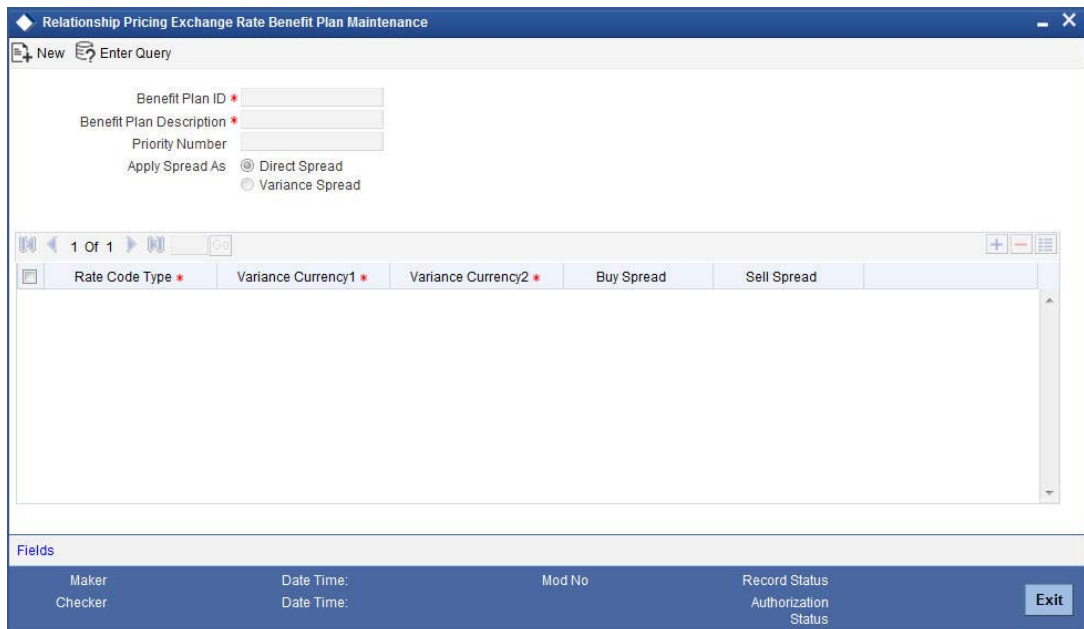 Relationship Pricing Exchange Rate Benefit Plan Maintenance
New Enter Query
Benefit Plan ID *
Benefit Plan Description *
Priority Number
Apply Spread As Direct Spread
Variance Spread
1 Of 1 Go
Rate Code Type * Variance Currency1 * Variance Currency2 * Buy Spread Sell Spread
Fields
Maker Date Time: Mod No Record Status
Checker Date Time: Authorization Status Exit